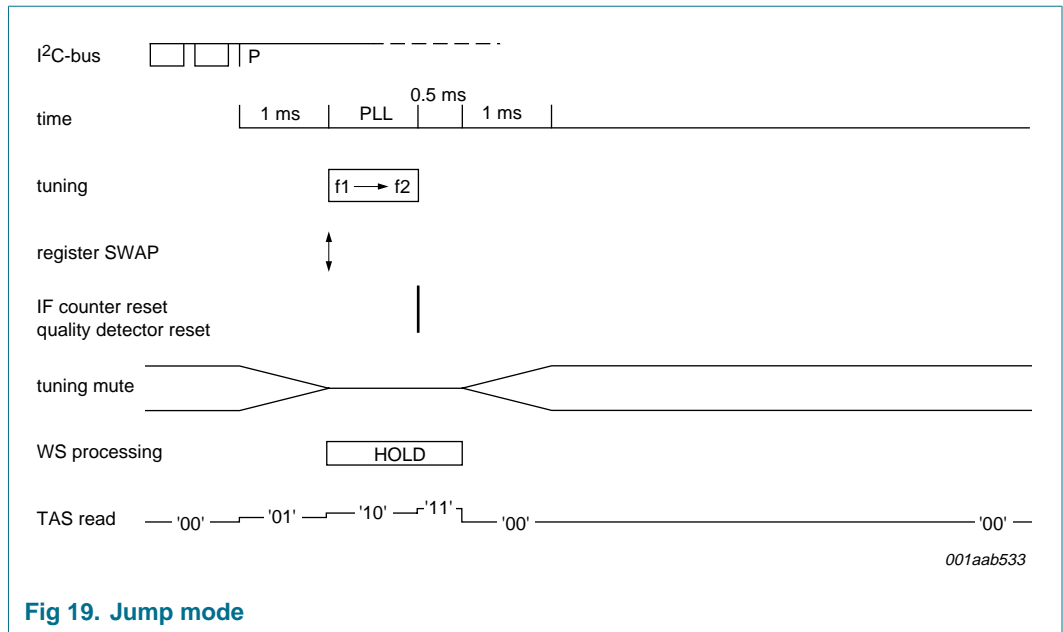 I2C-bus P
0.5 ms
time 1 ms PLL 1 ms
tuning f1 → f2
register SWAP
IF counter reset
quality detector reset
tuning mute
WS processing HOLD
TAS read '00' '01' '10' '11' '00' '00'
001aab533
Fig 19. Jump mode